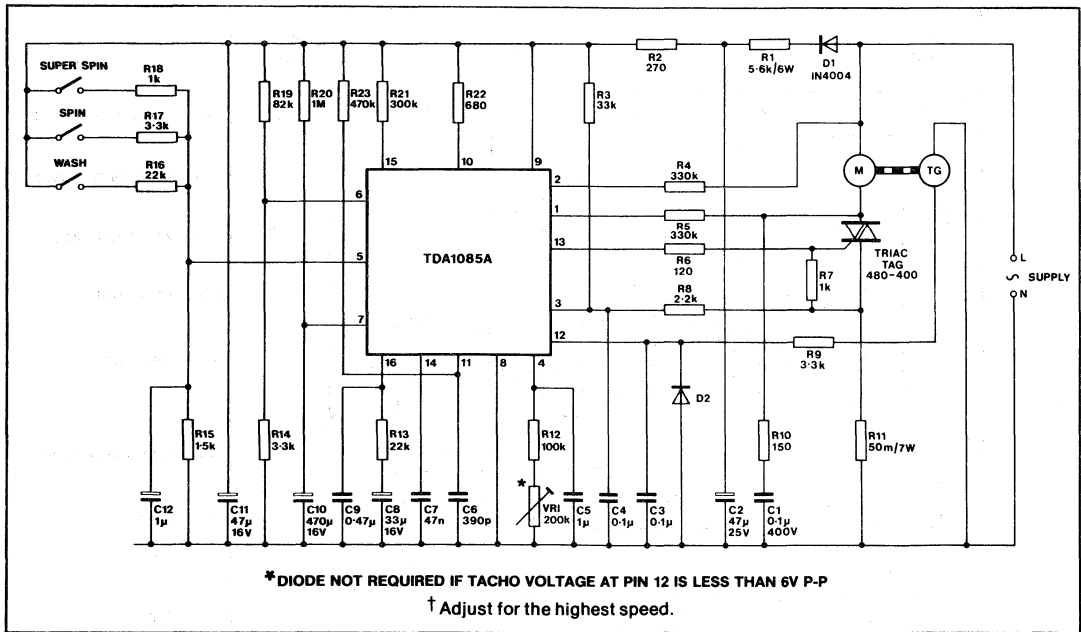 SUPER SPIN
R18
1k
SPIN
R17
3·3k
WASH
R16
22k
R19
82k
R20
1M
R23
470k
R21
300k
R22
680
R3
33k
R2
270
R1
5·6k/6W
D1
IN4004
15
10
9
6
5
7
2
1
13
3
12
TDA1085A
16
14
11
8
4
R4
330k
R5
330k
R6
120
R8
2·2k
R7
1k
R9
3·3k
M
TG
TRIAC
TAG
480-400
L
SUPPLY
N
D2
C12
1µ
R15
1·5k
C11
47µ
16V
R14
3·3k
C10
470µ
16V
C9
0·47µ
R13
22k
C8
33µ
16V
C7
47n
C6
390p
R12
100k
*
VRI
200k
C5
1µ
C4
0·1µ
C3
0·1µ
C2
47µ
25V
R10
150
C1
0·1µ
400V
R11
50m/7W
*DIODE NOT REQUIRED IF TACHO VOLTAGE AT PIN 12 IS LESS THAN 6V P-P
† Adjust for the highest speed.